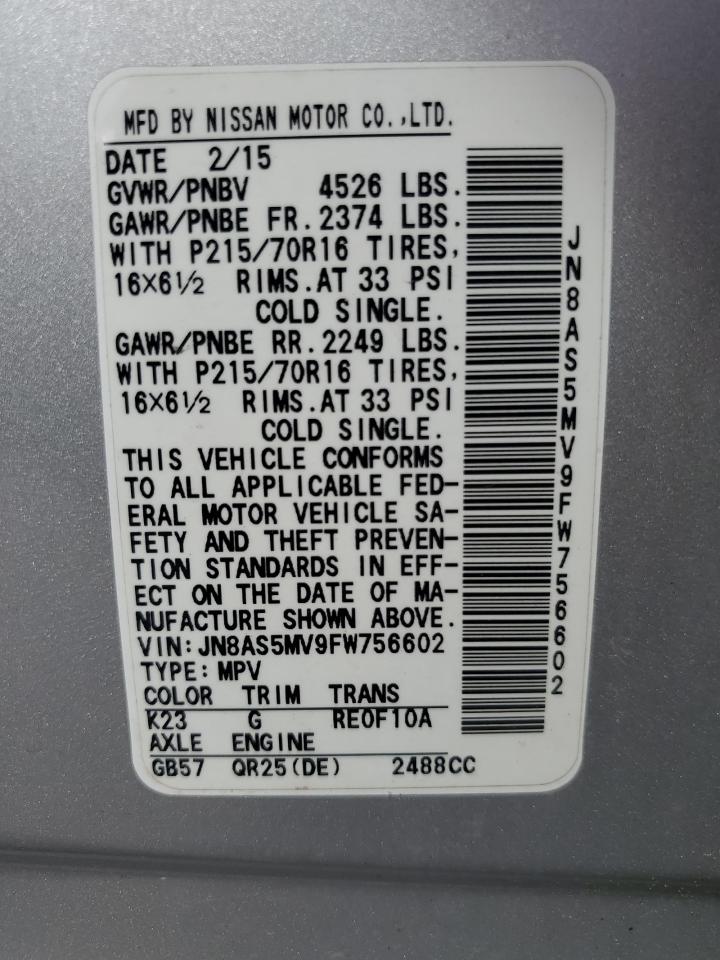 MFD BY NISSAN MOTOR CO.,LTD.
DATE 2/15
GVWR/PNBV 4526 LBS.
GAWR/PNBE FR.2374 LBS.
WITH P215/70R16 TIRES,
16X6½ RIMS.AT 33 PSI
COLD SINGLE.
GAWR/PNBE RR.2249 LBS.
WITH P215/70R16 TIRES,
16X6½ RIMS.AT 33 PSI
COLD SINGLE.
THIS VEHICLE CONFORMS
TO ALL APPLICABLE FED-
ERAL MOTOR VEHICLE SA-
FETY AND THEFT PREVEN-
TION STANDARDS IN EFF-
ECT ON THE DATE OF MA-
NUFACTURE SHOWN ABOVE.
VIN:JN8AS5MV9FW756602
TYPE:MPV
COLOR TRIM TRANS
K23 G RE0F10A
AXLE ENGINE
GB57 QR25(DE) 2488CC
JN8AS5MV9FW756602